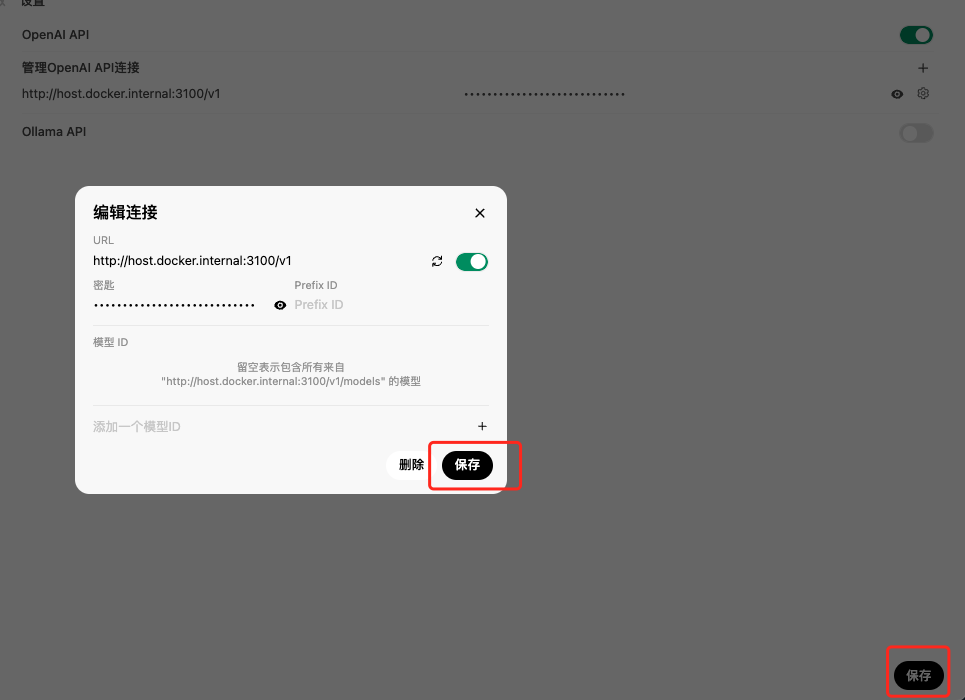 设置
OpenAI API
管理OpenAI API连接
http://host.docker.internal:3100/v1
Ollama API
编辑连接
URL
http://host.docker.internal:3100/v1
密匙 Prefix ID
Prefix ID
模型 ID
留空表示包含所有来自
"http://host.docker.internal:3100/v1/models" 的模型
添加一个模型ID
删除 保存
保存